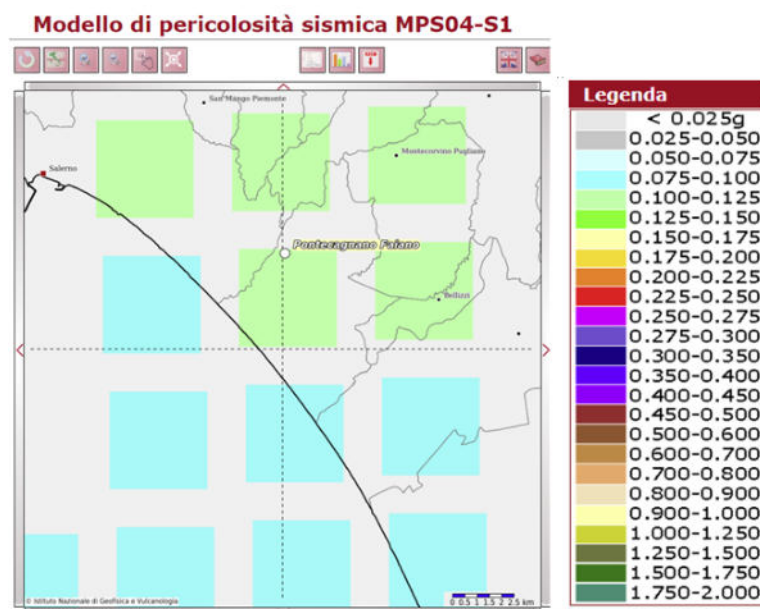 Modello di pericolosità sismica MPS04-S1
San Mango Piemonte
Montecorvino Pugliano
Salerno
Pontecagnano Faiano
Bellizzi
© Istituto Nazionale di Geofisica e Vulcanologia
0 0.5 1 1.5 2 2.5 km
Legenda
< 0.025g
0.025-0.050
0.050-0.075
0.075-0.100
0.100-0.125
0.125-0.150
0.150-0.175
0.175-0.200
0.200-0.225
0.225-0.250
0.250-0.275
0.275-0.300
0.300-0.350
0.350-0.400
0.400-0.450
0.450-0.500
0.500-0.600
0.600-0.700
0.700-0.800
0.800-0.900
0.900-1.000
1.000-1.250
1.250-1.500
1.500-1.750
1.750-2.000